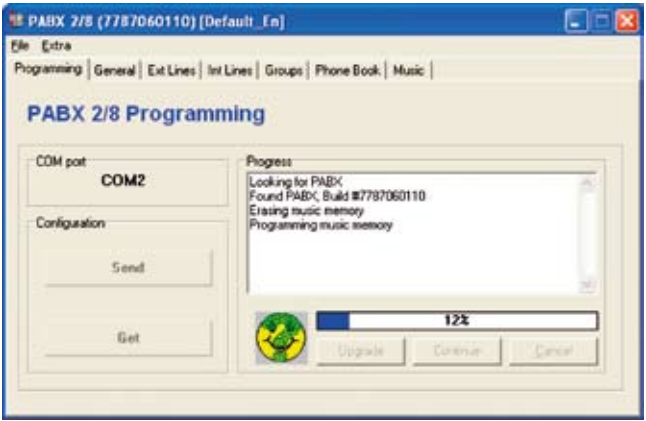 PABX 2/8 (7787060110) [Default_En]
File Extra
Programming General Ext Lines Int Lines Groups Phone Book Music
PABX 2/8 Programming
COM port
COM2
Configuration
Send
Get
Progress
Looking for PABX
Found PABX, Build #7787060110
Erasing music memory
Programming music memory
12%
Upgrade Continue Cancel